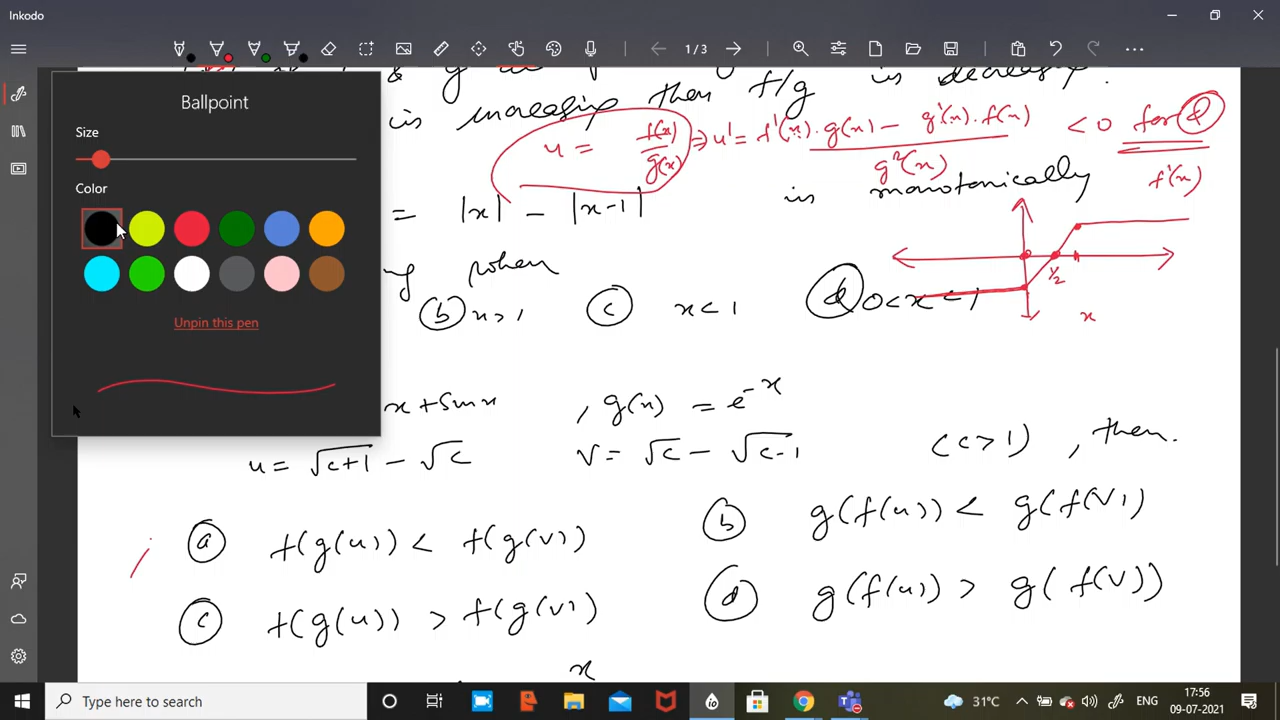 Inkodo
1/3
Ballpoint
Size
Color
Unpin this pen
& g
is decreasing.
is increasing then f/g
u = f(x)/g(x) ⇒ u' = f'(x).g(x) - g'(x).f(x) / g²(x) < 0 for d
f'(x)
= |x| - |x-1| is monotonically
ng when
1/2
x
(b) x>1 (c) x<1 (d) 0<x<1
x+sinx , g(x) = e^-x
u = √c+1 - √c v = √c - √c-1 (c>1) , then.
(a) f(g(u)) < f(g(v)) (b) g(f(u)) < g(f(v))
(c) f(g(u)) > f(g(v)) (d) g(f(u)) > g(f(v))
x
Type here to search
31°C
ENG
17:56
09-07-2021